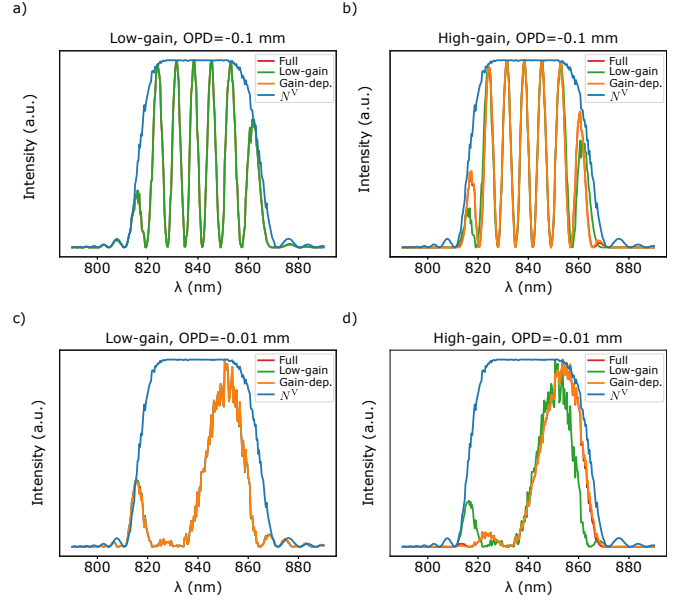 a)
Low-gain, OPD=-0.1 mm
Intensity (a.u.)
Full
Low-gain
Gain-dep.
N^V
800 820 840 860 880
λ (nm)
b)
High-gain, OPD=-0.1 mm
Intensity (a.u.)
Full
Low-gain
Gain-dep.
N^V
800 820 840 860 880
λ (nm)
c)
Low-gain, OPD=-0.01 mm
Intensity (a.u.)
Full
Low-gain
Gain-dep.
N^V
800 820 840 860 880
λ (nm)
d)
High-gain, OPD=-0.01 mm
Intensity (a.u.)
Full
Low-gain
Gain-dep.
N^V
800 820 840 860 880
λ (nm)